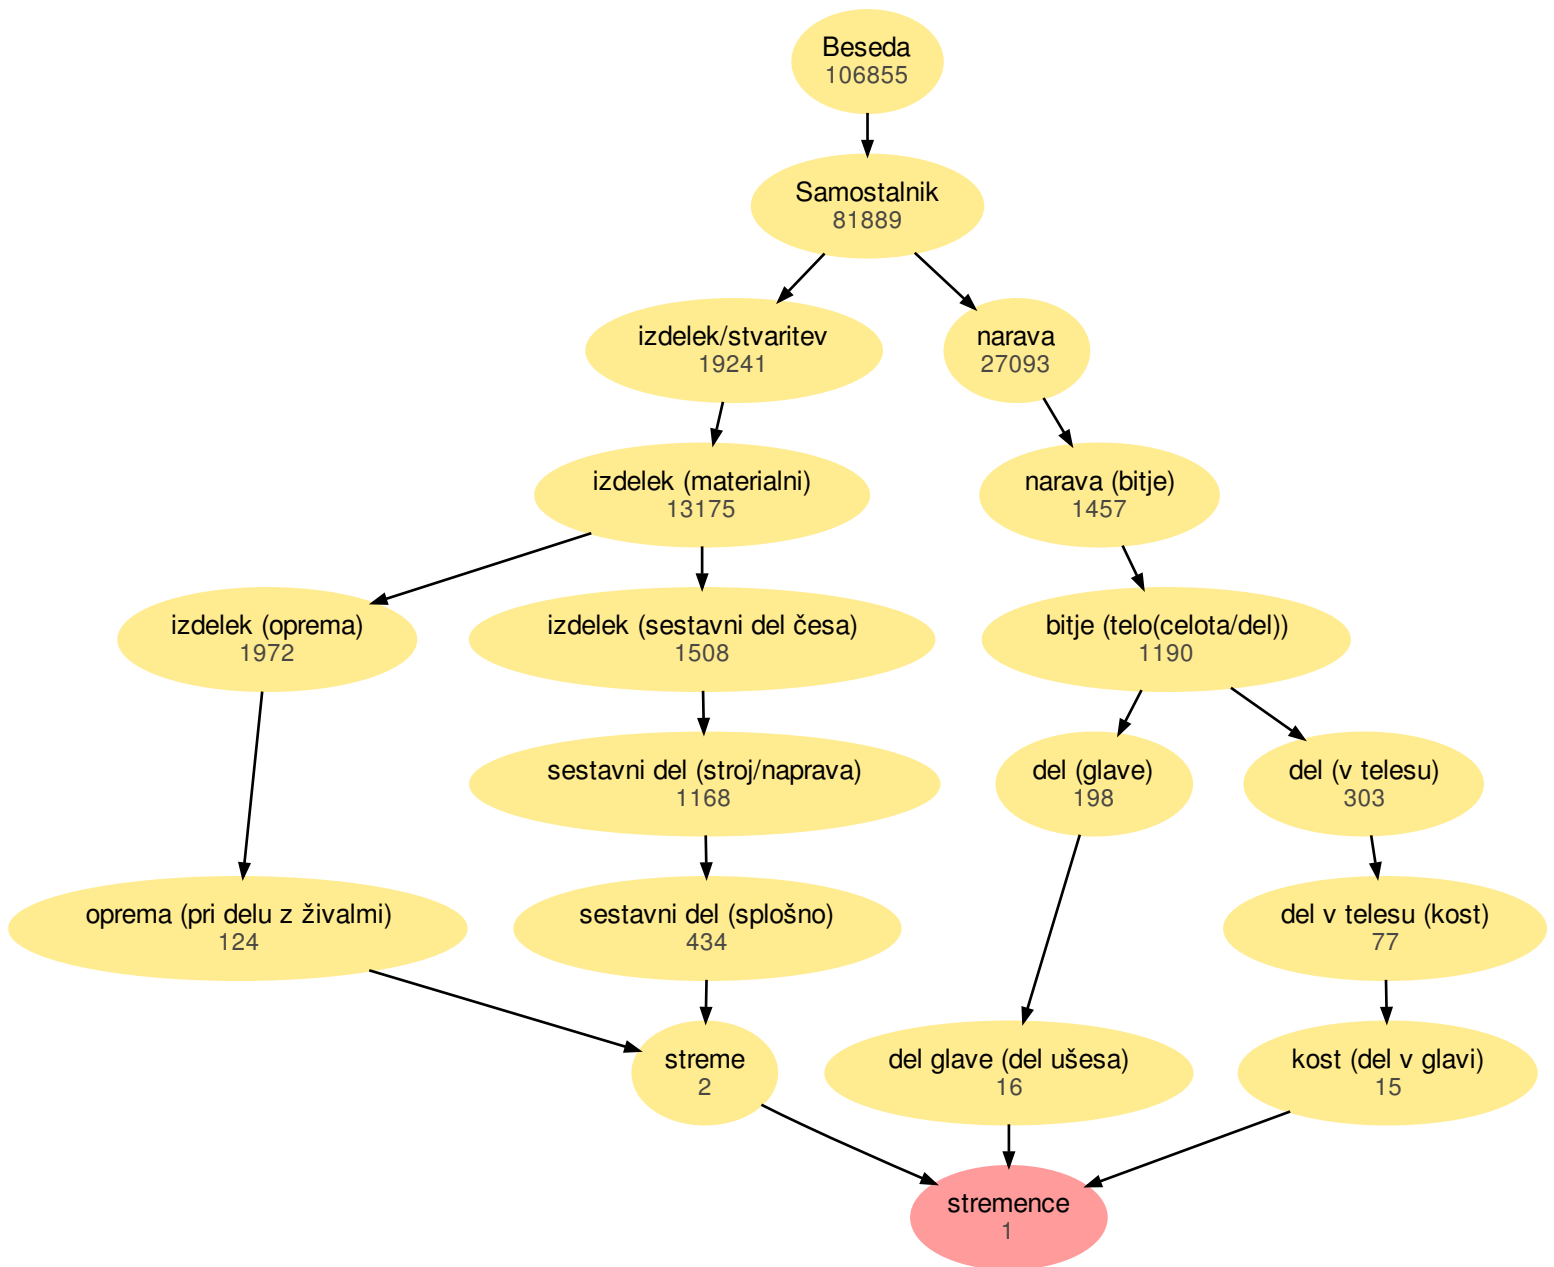 Beseda
106855
Samostalnik
81889
izdelek/stvaritev
19241
narava
27093
izdelek (materialni)
13175
narava (bitje)
1457
izdelek (oprema)
1972
izdelek (sestavni del česa)
1508
bitje (telo(celota/del))
1190
sestavni del (stroj/naprava)
1168
del (glave)
198
del (v telesu)
303
oprema (pri delu z živalmi)
124
sestavni del (splošno)
434
del v telesu (kost)
77
streme
2
del glave (del ušesa)
16
kost (del v glavi)
15
stremence
1